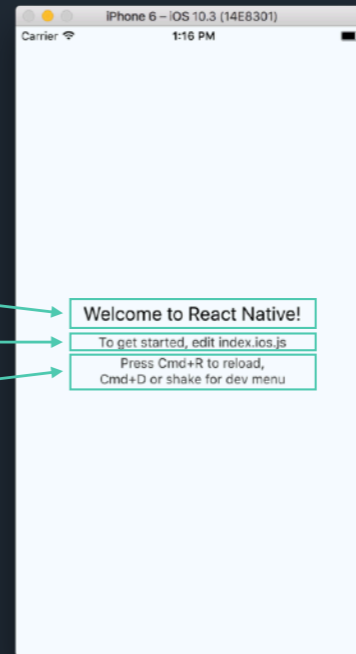 iPhone 6 – iOS 10.3 (14E8301)
Carrier
1:16 PM
Welcome to React Native!
To get started, edit index.ios.js
Press Cmd+R to reload,
Cmd+D or shake for dev menu